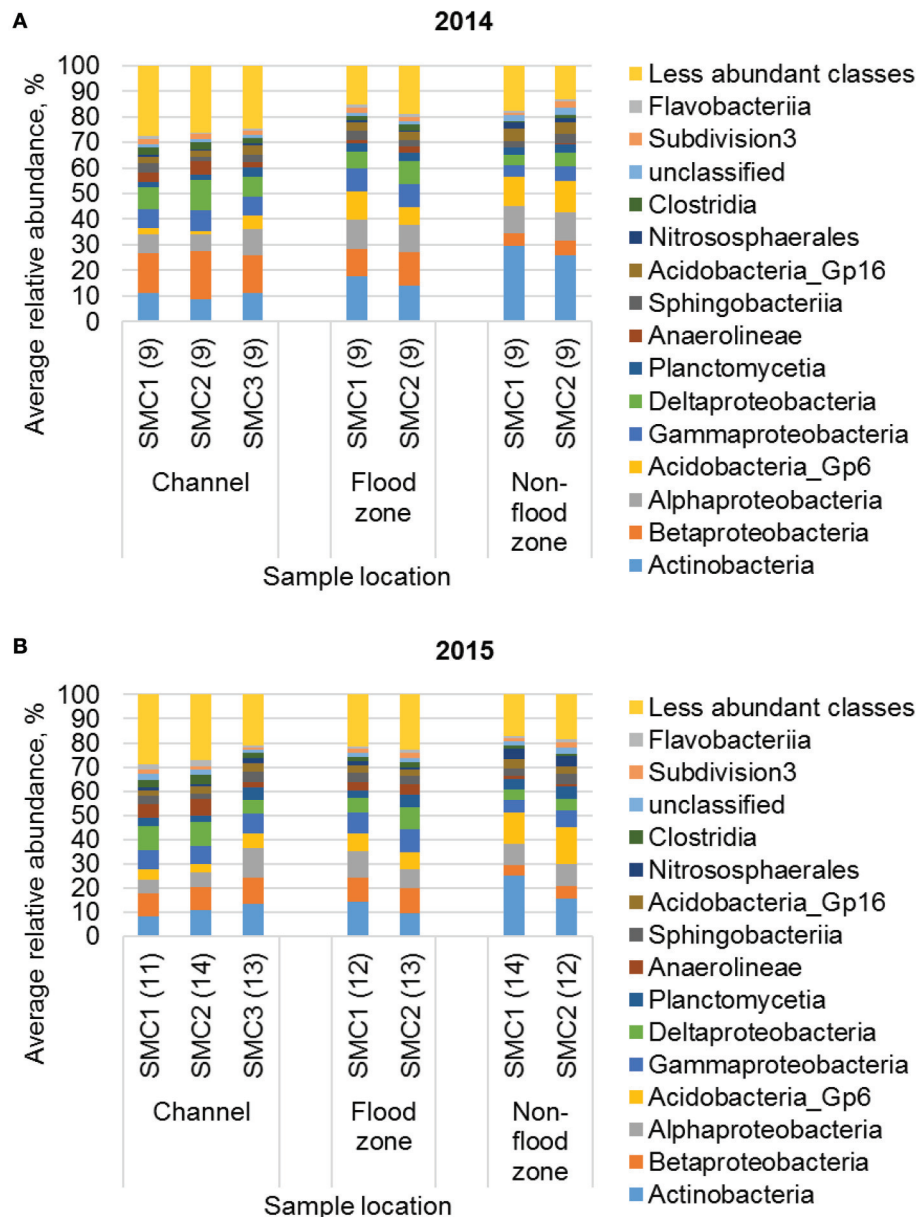 A
2014
Average relative abundance, %
100
90
80
70
60
50
40
30
20
10
0
SMC1 (9)
SMC2 (9)
SMC3 (9)
SMC1 (9)
SMC2 (9)
SMC1 (9)
SMC2 (9)
Channel
Flood
zone
Non-
flood
zone
Sample location
Less abundant classes
Flavobacteriia
Subdivision3
unclassified
Clostridia
Nitrososphaerales
Acidobacteria_Gp16
Sphingobacteriia
Anaerolineae
Planctomycetia
Deltaproteobacteria
Gammaproteobacteria
Acidobacteria_Gp6
Alphaproteobacteria
Betaproteobacteria
Actinobacteria
B
2015
Average relative abundance, %
100
90
80
70
60
50
40
30
20
10
0
SMC1 (11)
SMC2 (14)
SMC3 (13)
SMC1 (12)
SMC2 (13)
SMC1 (14)
SMC2 (12)
Channel
Flood
zone
Non-
flood
zone
Sample location
Less abundant classes
Flavobacteriia
Subdivision3
unclassified
Clostridia
Nitrososphaerales
Acidobacteria_Gp16
Sphingobacteriia
Anaerolineae
Planctomycetia
Deltaproteobacteria
Gammaproteobacteria
Acidobacteria_Gp6
Alphaproteobacteria
Betaproteobacteria
Actinobacteria